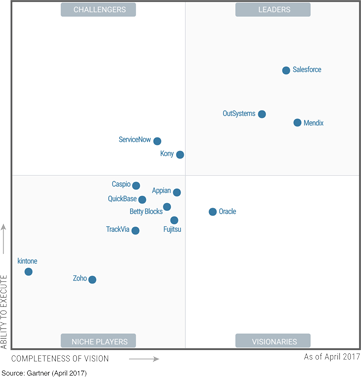 CHALLENGERS
LEADERS
Salesforce
OutSystems
Mendix
ServiceNow
Kony
Caspio
Appian
QuickBase
Betty Blocks
Oracle
TrackVia
Fujitsu
kintone
Zoho
ABILITY TO EXECUTE
NICHE PLAYERS
VISIONARIES
COMPLETENESS OF VISION
As of April 2017
Source: Gartner (April 2017)